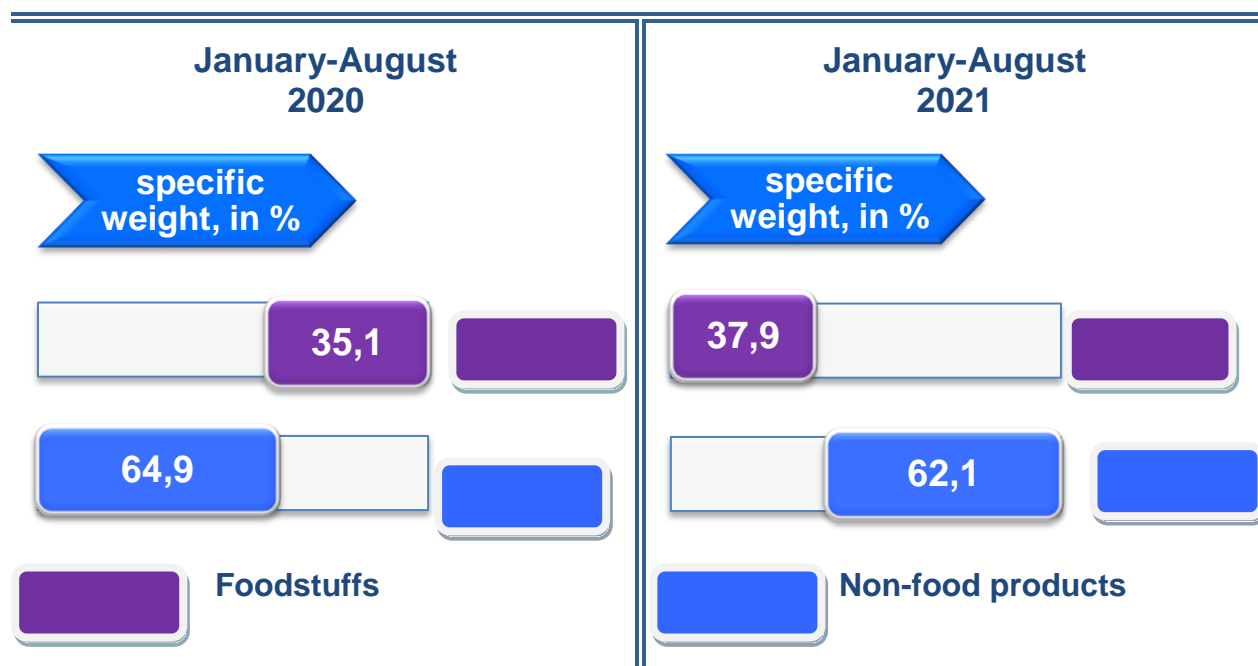 January-August
2020
specific
weight, in %
35,1
64,9
January-August
2021
specific
weight, in %
37,9
62,1
Foodstuffs
Non-food products